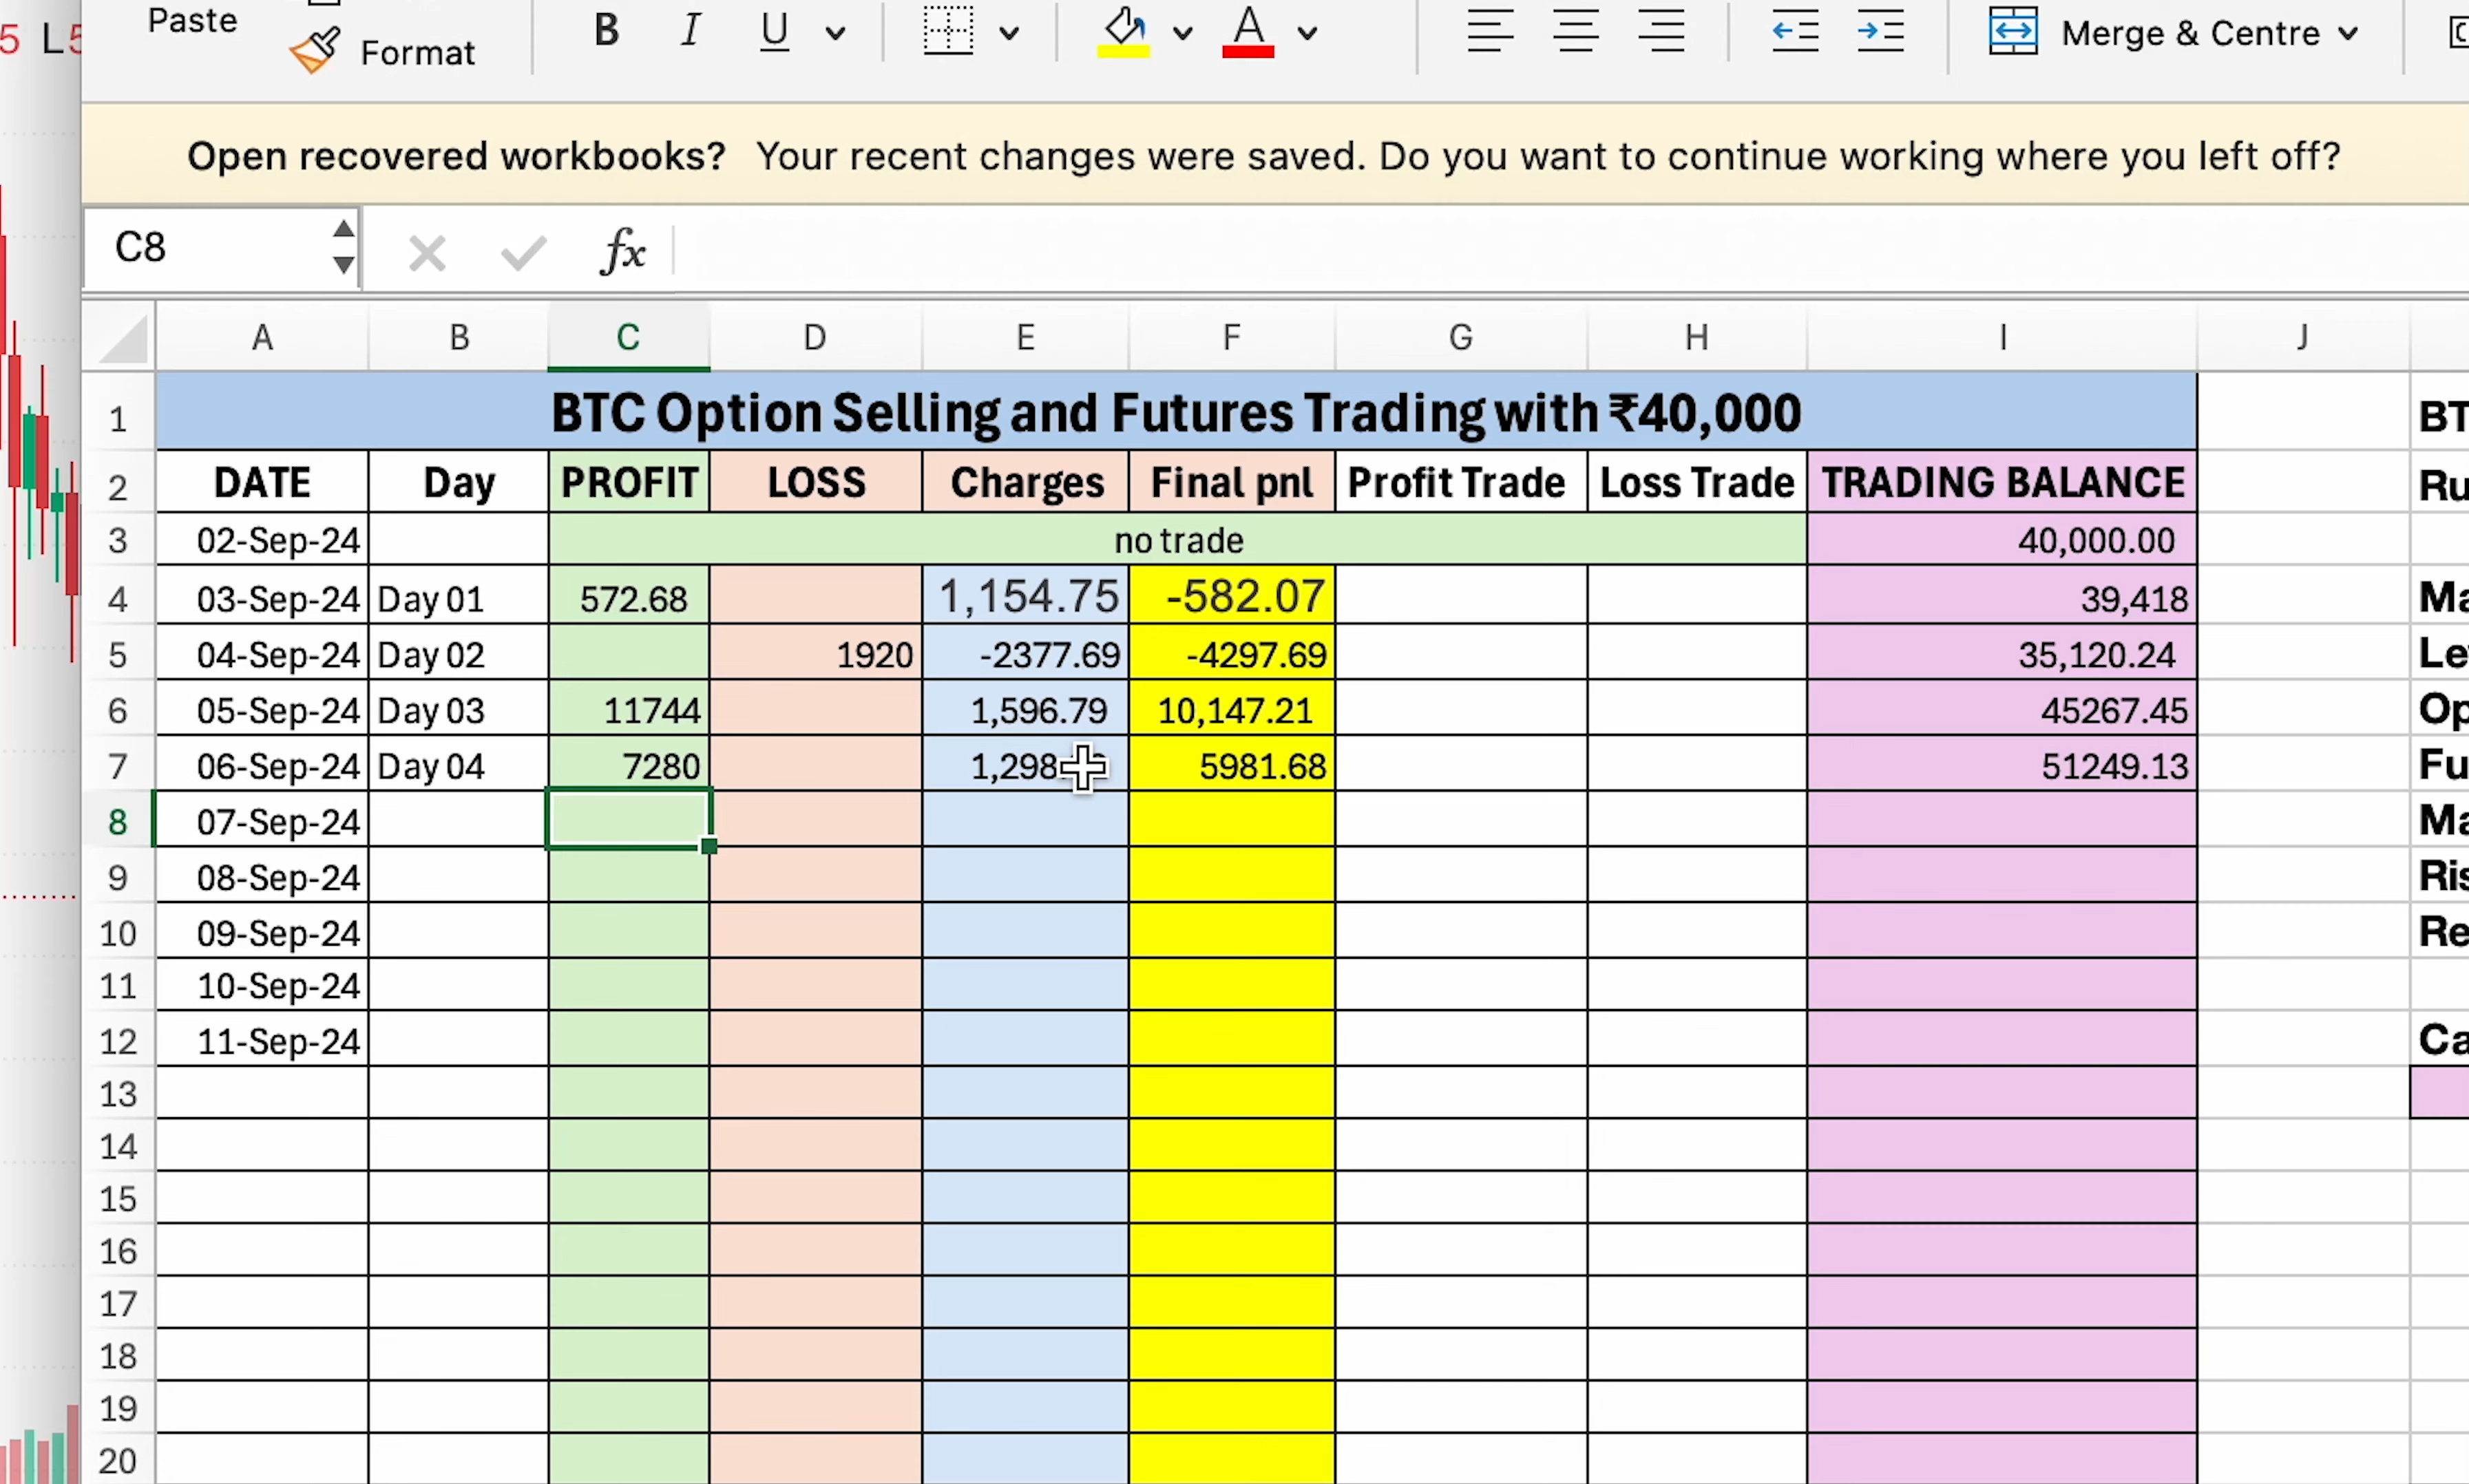 Paste
Format
B I U
A
Merge & Centre
Open recovered workbooks? Your recent changes were saved. Do you want to continue working where you left off?
C8 fx
A B C D E F G H I J
1 BTC Option Selling and Futures Trading with ₹40,000
2 DATE Day PROFIT LOSS Charges Final pnl Profit Trade Loss Trade TRADING BALANCE
3 02-Sep-24 no trade 40,000.00
4 03-Sep-24 Day 01 572.68 1,154.75 -582.07 39,418
5 04-Sep-24 Day 02 1920 -2377.69 -4297.69 35,120.24
6 05-Sep-24 Day 03 11744 1,596.79 10,147.21 45267.45
7 06-Sep-24 Day 04 7280 5981.68 51249.13
8 07-Sep-24
9 08-Sep-24
10 09-Sep-24
11 10-Sep-24
12 11-Sep-24
13
14
15
16
17
18
19
20